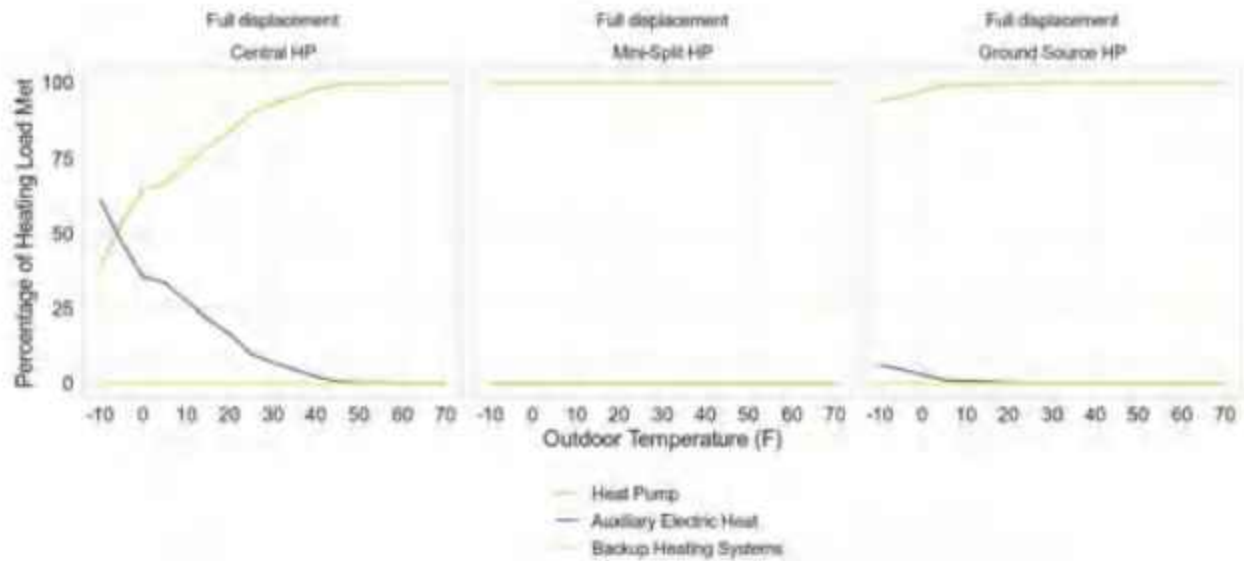 Full displacement Full displacement Full displacement
Central HP Mini-Split HP Ground Source HP
Percentage of Heating Load Met
100
75
50
25
0
-10 0 10 20 30 40 50 60 70 -10 0 10 20 30 40 50 60 70 -10 0 10 20 30 40 50 60 70
Outdoor Temperature (F)
Heat Pump
Auxiliary Electric Heat
Backup Heating Systems